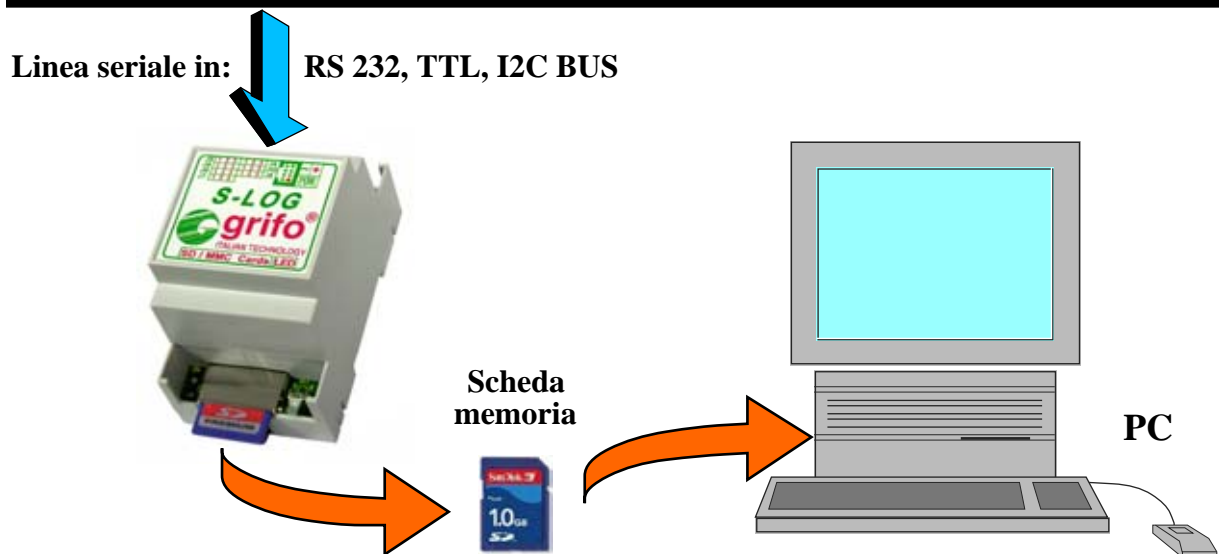 Linea seriale in:
RS 232, TTL, I2C BUS
S-LOG
grifo®
ITALIAN TECHNOLOGY
SD / MMC Cards LED
Scheda
memoria
PC
SanDisk
1.0GB
SD